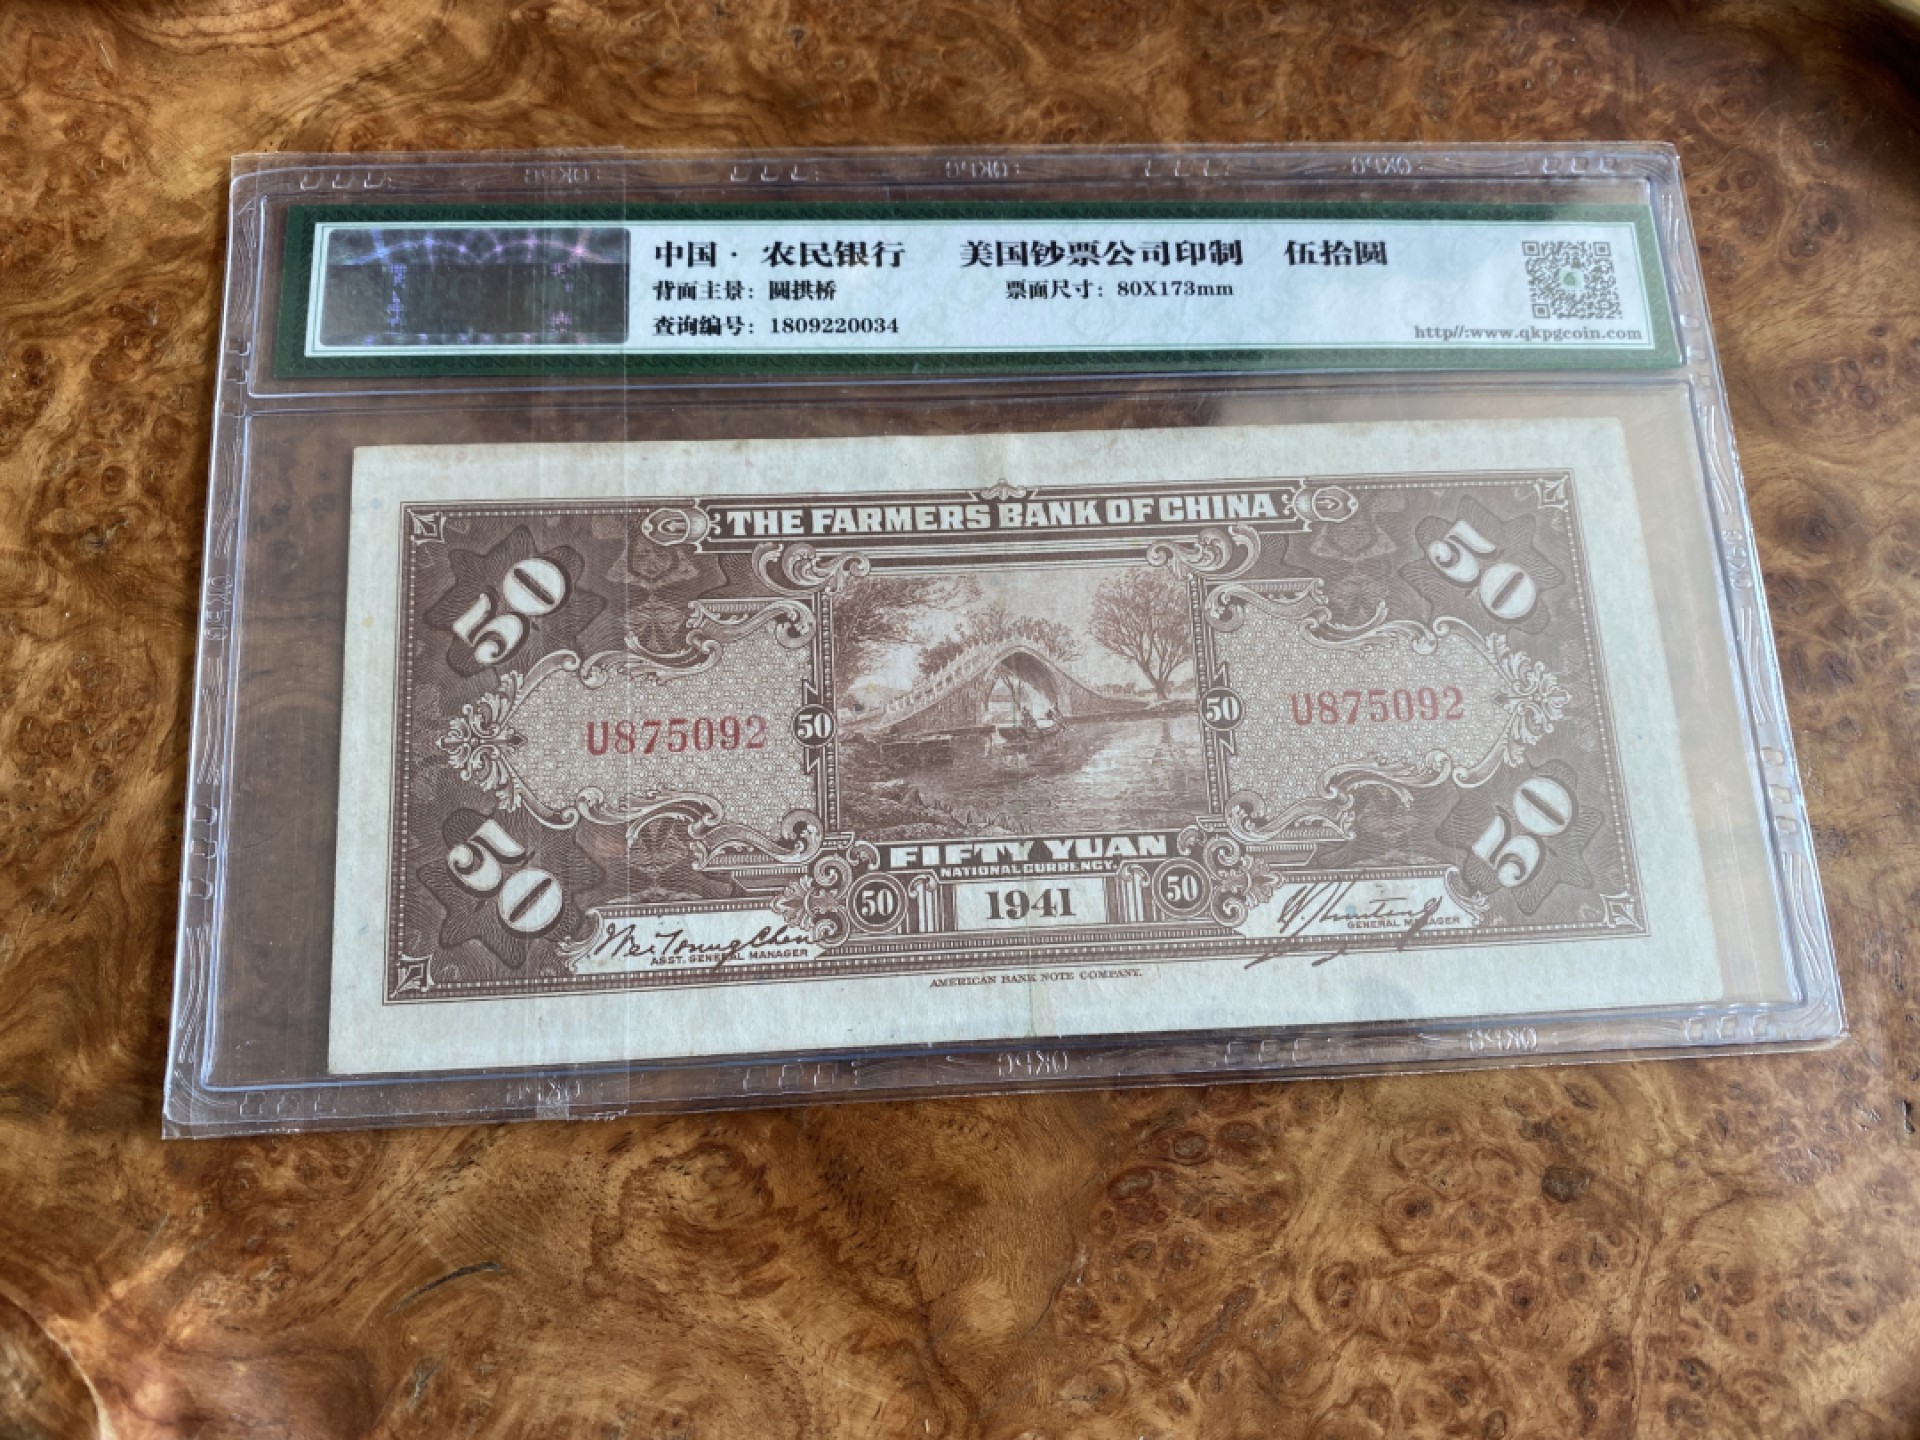 中国 · 农民银行 美国钞票公司印制 伍拾圆
背面主景：圆拱桥 票面尺寸：80X173mm
查询编号：1809220034
http//:www.qkpgcoin.com
THE FARMERS BANK OF CHINA
50 50
U875092 50 50 U875092
50 50
FIFTY YUAN
NATIONAL CURRENCY.
50 1941 50
ASST. GENERAL MANAGER
GENERAL MANAGER
AMERICAN BANK NOTE COMPANY.